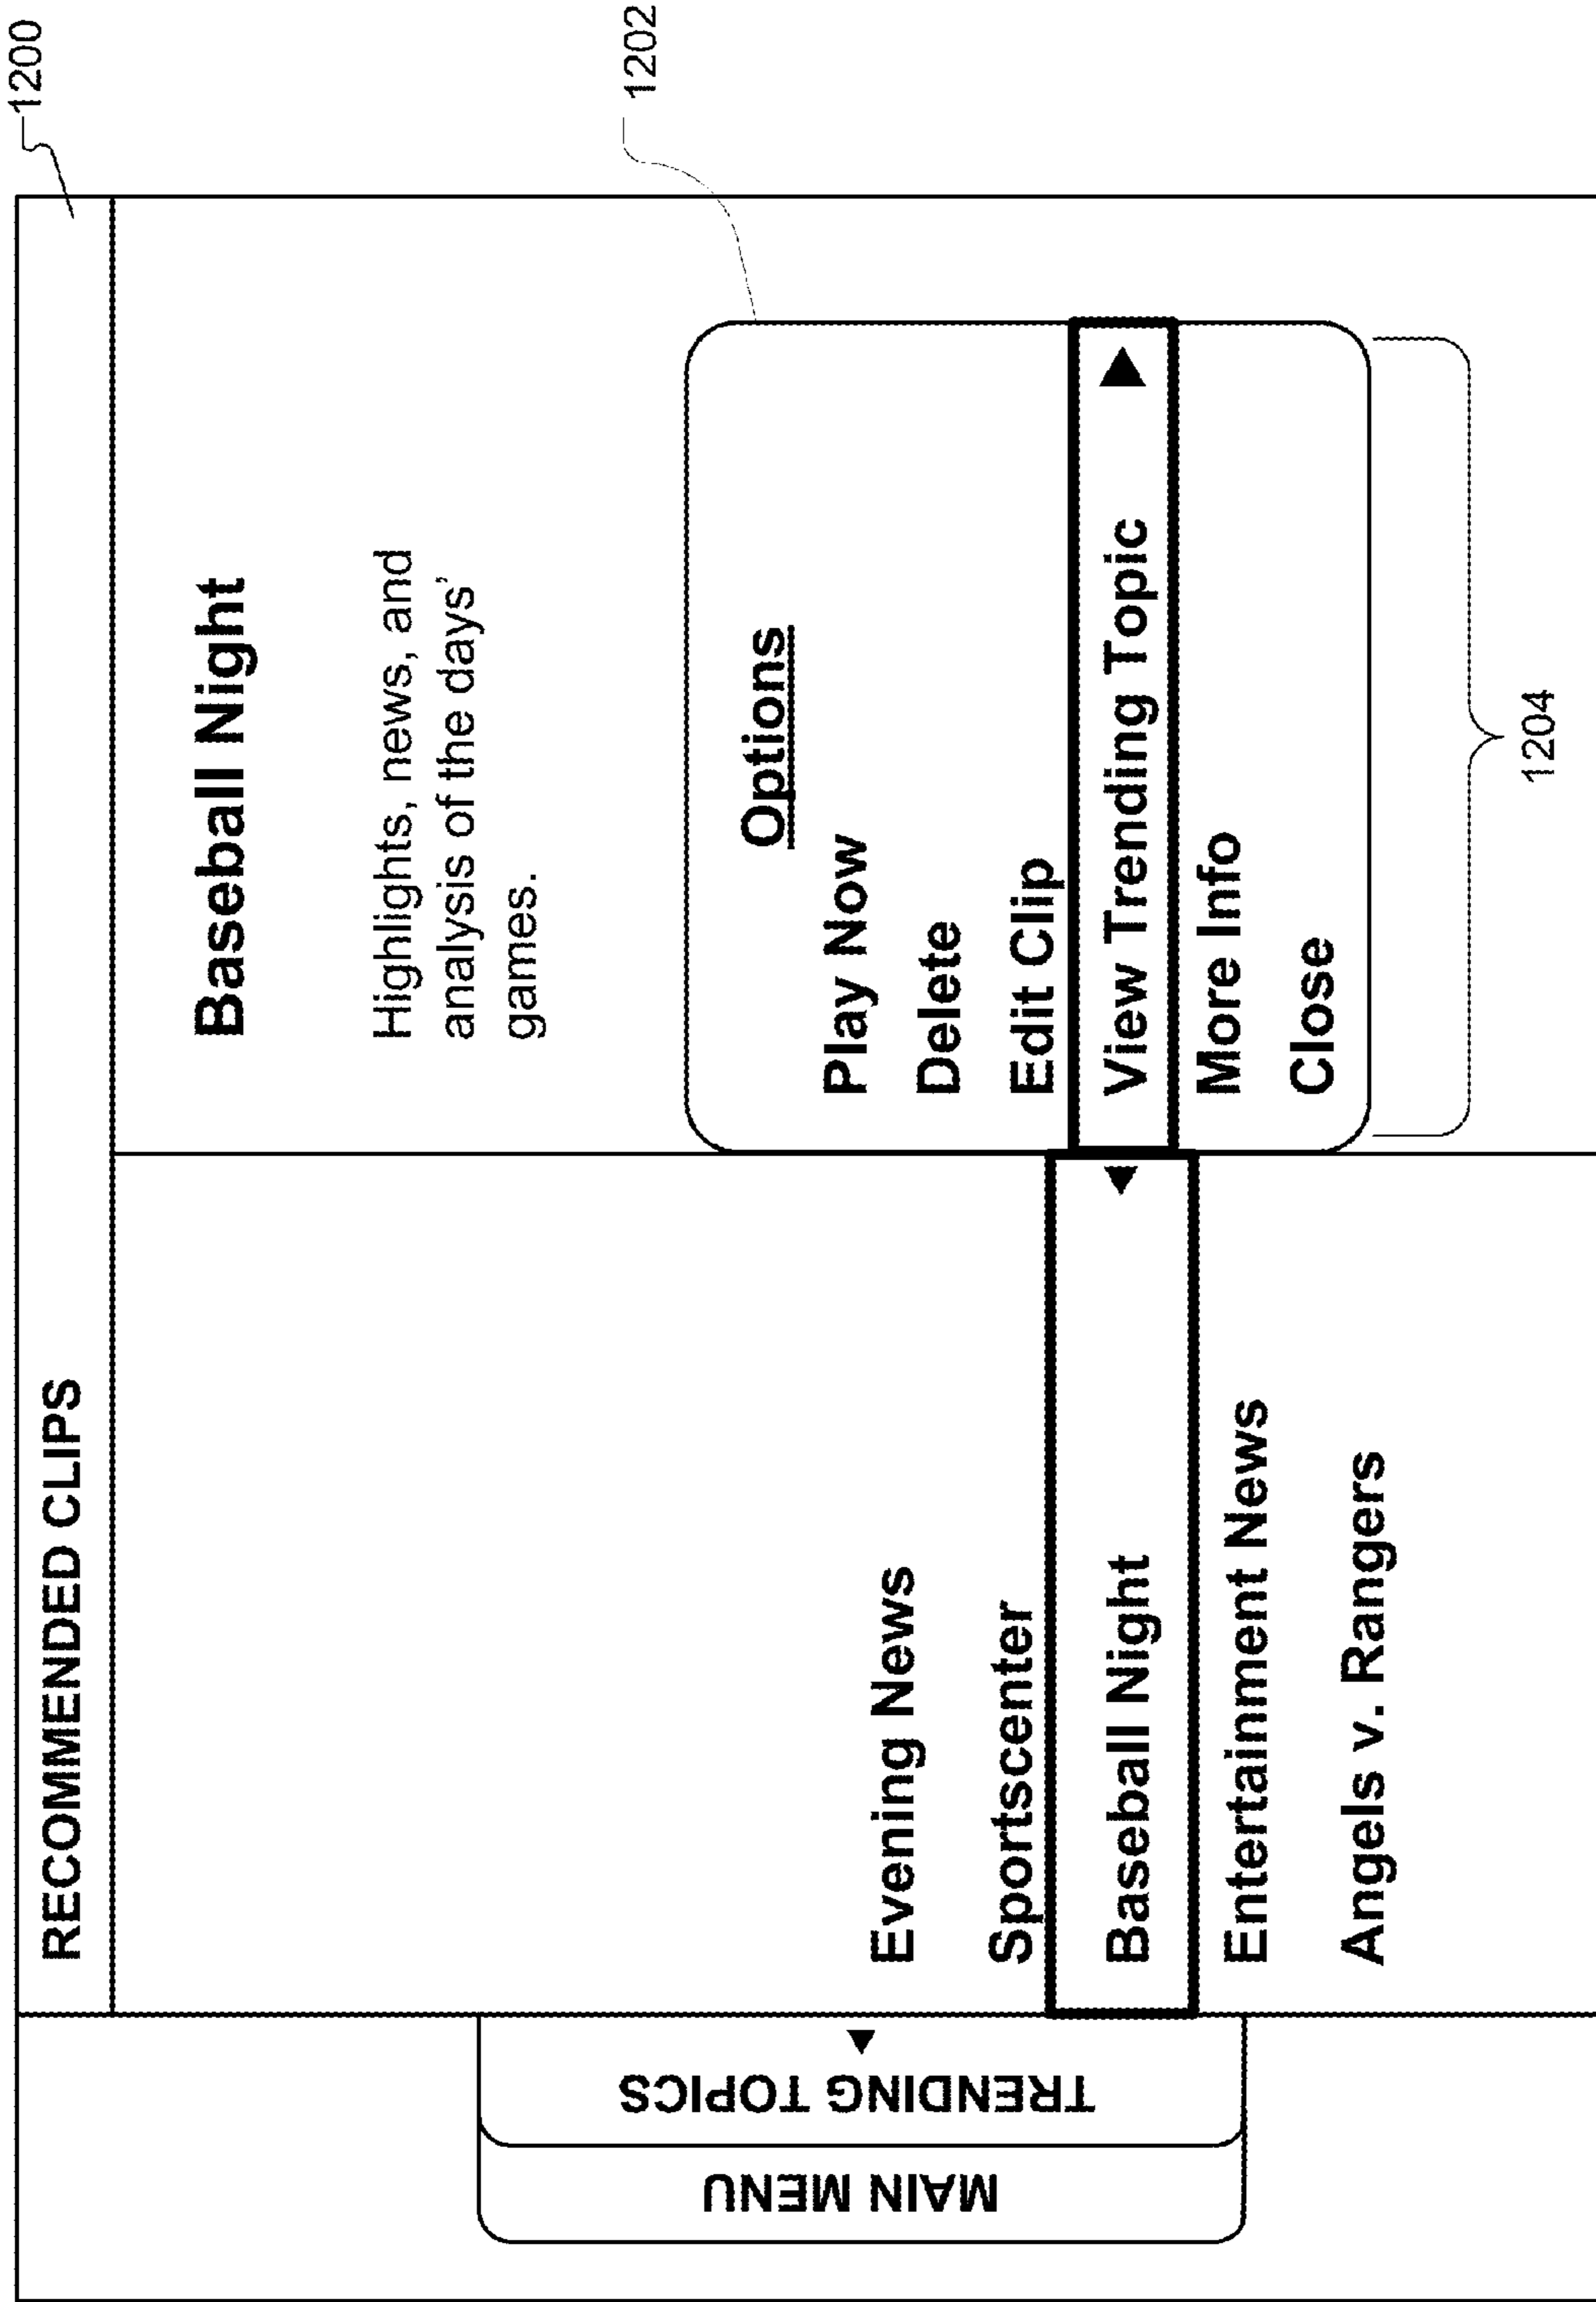 1200
RECOMMENDED CLIPS
MAIN MENU
TRENDING TOPICS
Evening News
Sportscenter
Baseball Night
Entertainment News
Angels v. Rangers
Baseball Night
Highlights, news, and
analysis of the days’
games.
1202
Options
Play Now
Delete
Edit Clip
View Trending Topic
More Info
Close
1204